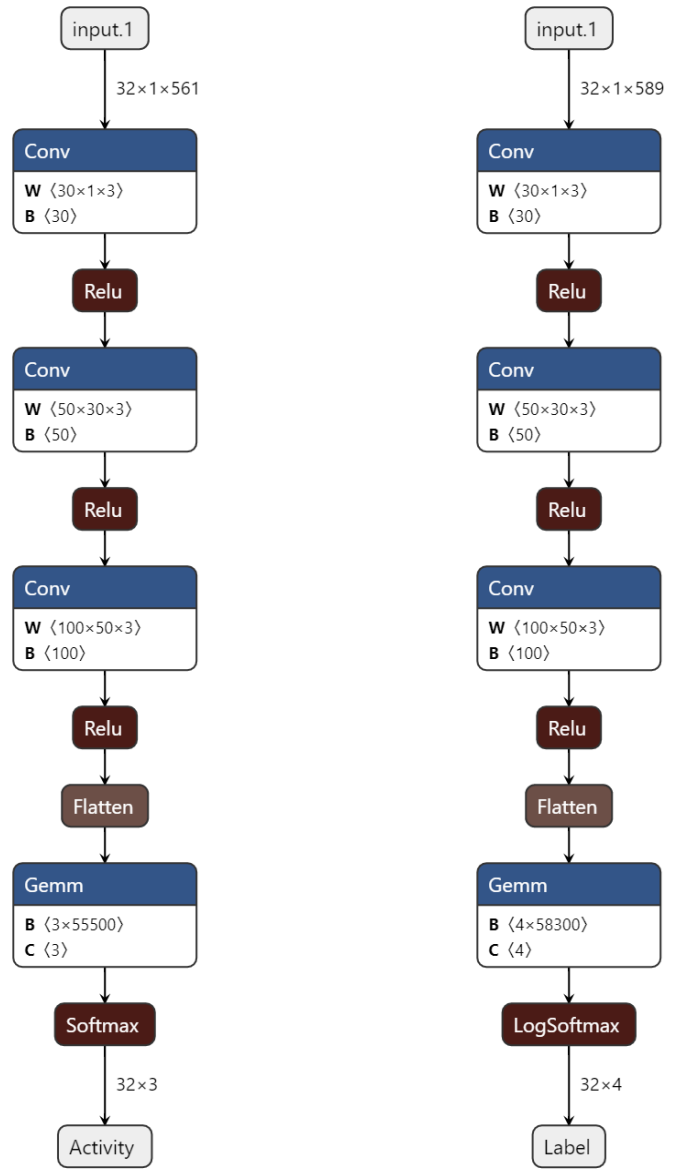 input.1
32×1×561
Conv
W 〈30×1×3〉
B 〈30〉
Relu
Conv
W 〈50×30×3〉
B 〈50〉
Relu
Conv
W 〈100×50×3〉
B 〈100〉
Relu
Flatten
Gemm
B 〈3×55500〉
C 〈3〉
Softmax
32×3
Activity
input.1
32×1×589
Conv
W 〈30×1×3〉
B 〈30〉
Relu
Conv
W 〈50×30×3〉
B 〈50〉
Relu
Conv
W 〈100×50×3〉
B 〈100〉
Relu
Flatten
Gemm
B 〈4×58300〉
C 〈4〉
LogSoftmax
32×4
Label